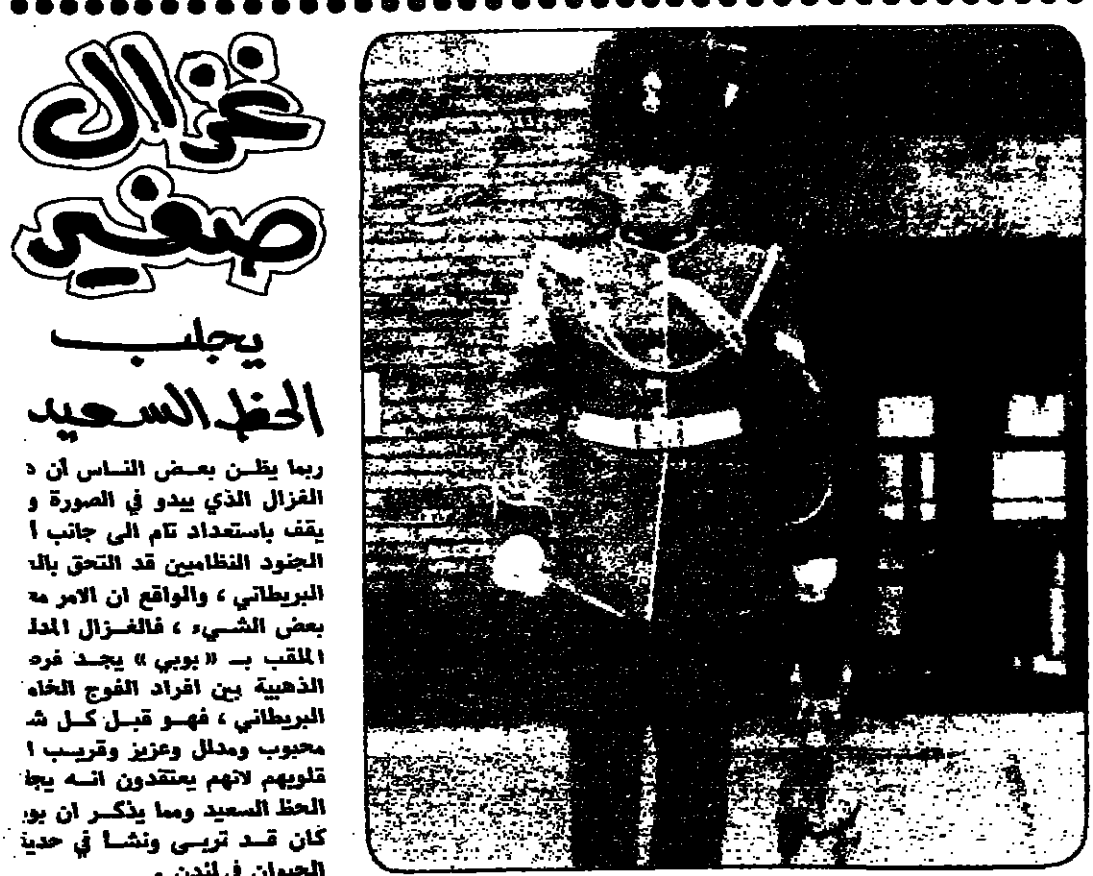 غزال
صغير
يجلب
الحظ السعيد
ربما يظن بعض الناس أن
الغزال الذي يبدو في الصورة و
يقف باستعداد تام الى جانب أ
الجنود النظاميين قد التحق
البريطاني ، والواقع ان الامر
بعض الشيء ، فالغزال
الملقب بـ « بوبي » يجد
الذهبية بين افراد الفوج
البريطاني ، فهو قبل كل
محبوب ومدلل وعزيز وقريب ا
قلوبهم لانهم يعتقدون انه
الحظ السعيد ومما يذكر ان
كان قد تربى ونشأ في
الحيوان في لندن .